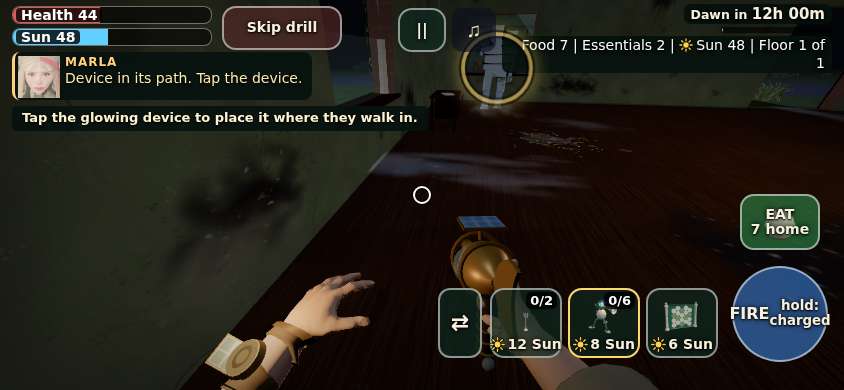 Health 44
Sun 48
Skip drill
Dawn in 12h 00m
Food 7 | Essentials 2 | ☀Sun 48 | Floor 1 of 1
MARLA
Device in its path. Tap the device.
Tap the glowing device to place it where they walk in.
EAT
7 home
FIRE
hold:
charged
0/2
☀12 Sun
0/6
☀8 Sun
☀6 Sun